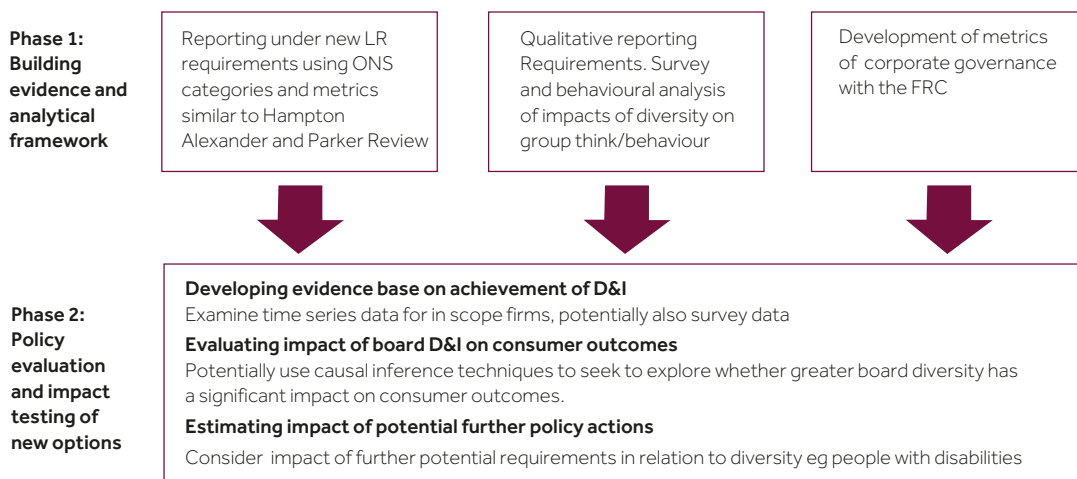 Phase 1:
Building
evidence and
analytical
framework
Reporting under new LR
requirements using ONS
categories and metrics
similar to Hampton
Alexander and Parker Review
Qualitative reporting
Requirements. Survey
and behavioural analysis
of impacts of diversity on
group think/behaviour
Development of metrics
of corporate governance
with the FRC
Phase 2:
Policy
evaluation
and impact
testing of
new options
Developing evidence base on achievement of D&I
Examine time series data for in scope firms, potentially also survey data
Evaluating impact of board D&I on consumer outcomes
Potentially use causal inference techniques to seek to explore whether greater board diversity has
a significant impact on consumer outcomes.
Estimating impact of potential further policy actions
Consider impact of further potential requirements in relation to diversity eg people with disabilities